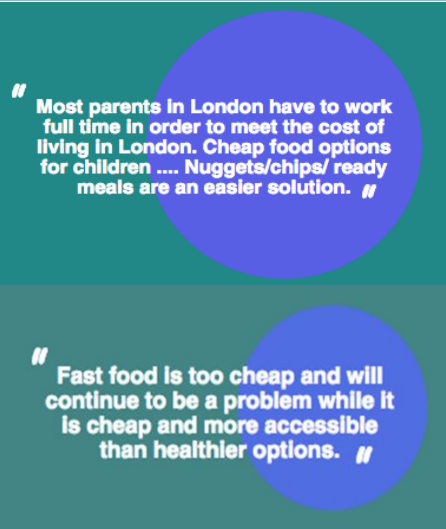 "
Most parents in London have to work
full time in order to meet the cost of
living in London. Cheap food options
for children .... Nuggets/chips/ ready
meals are an easier solution. "
"
Fast food is too cheap and will
continue to be a problem while it
is cheap and more accessible
than healthier options. "